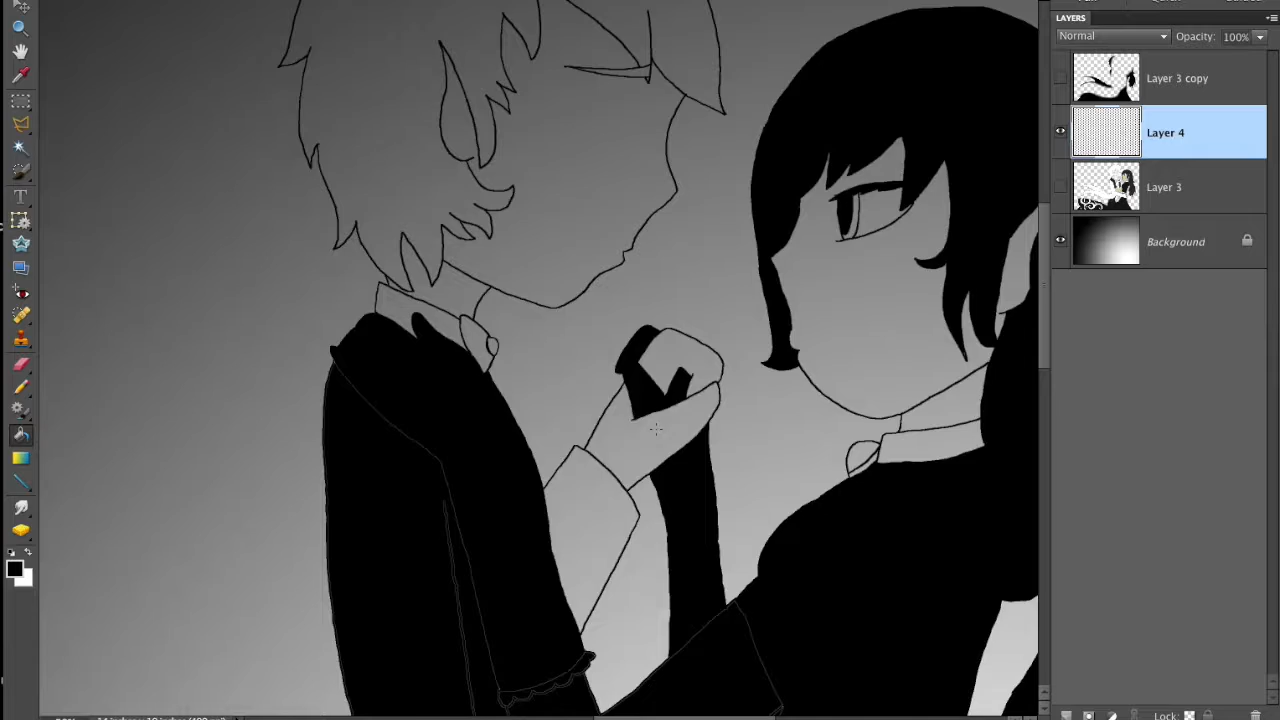 LAYERS
Normal
Opacity:
100%
Layer 3 copy
Layer 4
Layer 3
Background
Lock: